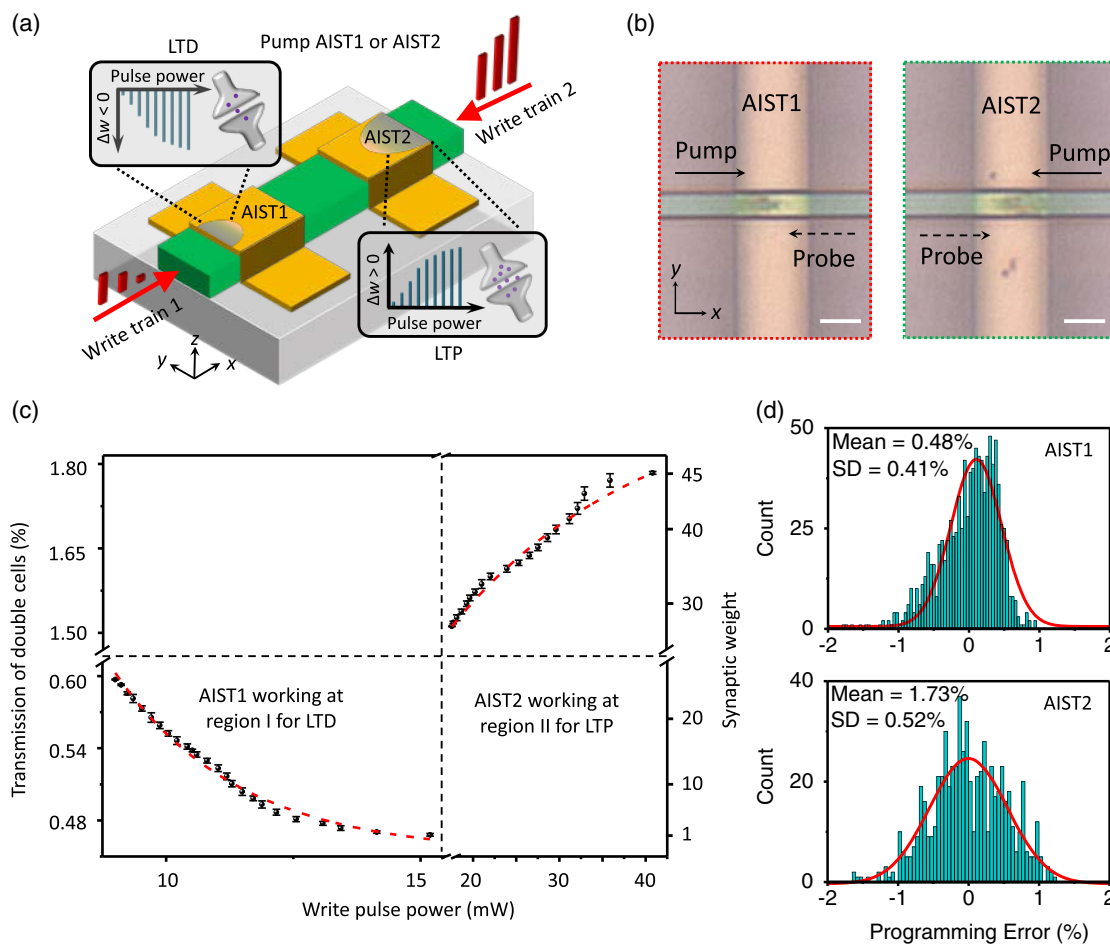 (a)
LTD
Pump AIST1 or AIST2
Pulse power
Δw < 0
Write train 2
AIST2
AIST1
Δw > 0
Pulse power
LTP
Write train 1
z
y
x
(b)
AIST1
Pump
Probe
y
x
AIST2
Pump
Probe
(c)
Transmission of double cells (%)
1.80
1.65
1.50
0.60
0.54
0.48
45
40
30
20
10
1
Synaptic weight
AIST1 working at
region I for LTD
AIST2 working at
region II for LTP
10
15
20
30
40
Write pulse power (mW)
(d)
50
25
0
Count
Mean = 0.48%
SD = 0.41%
AIST1
-2
-1
0
1
2
40
20
0
Count
Mean = 1.73%
SD = 0.52%
AIST2
-2
-1
0
1
2
Programming Error (%)